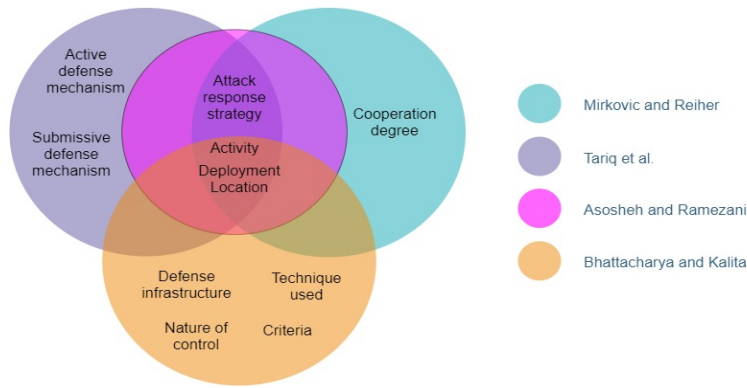 Active
defense
mechanism
Submissive
defense
mechanism
Attack
response
strategy
Activity
Deployment
Location
Cooperation
degree
Defense
infrastructure
Technique
used
Nature of
control
Criteria
Mirkovic and Reiher
Tariq et al.
Asosheh and Ramezani
Bhattacharya and Kalita